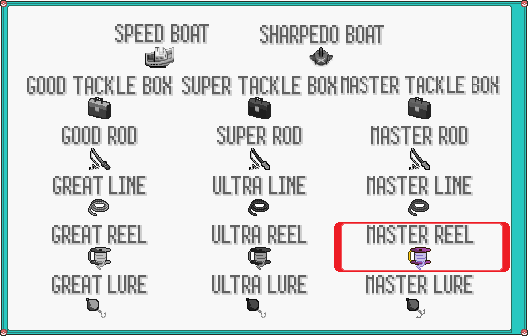 SPEED BOAT SHARPEDO BOAT
GOOD TACKLE BOX SUPER TACKLE BOX MASTER TACKLE BOX
GOOD ROD SUPER ROD MASTER ROD
GREAT LINE ULTRA LINE MASTER LINE
GREAT REEL ULTRA REEL MASTER REEL
GREAT LURE ULTRA LURE MASTER LURE